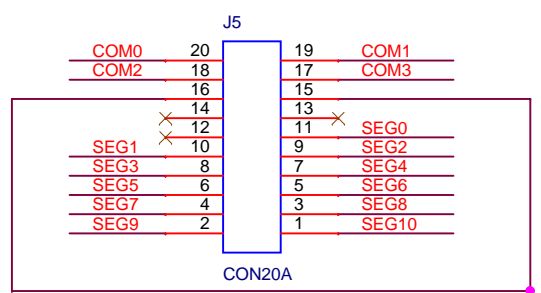 J5
COM0 20 19 COM1
COM2 18 17 COM3
16 15
14 13
12 11 SEG0
SEG1 10 9 SEG2
SEG3 8 7 SEG4
SEG5 6 5 SEG6
SEG7 4 3 SEG8
SEG9 2 1 SEG10
CON20A